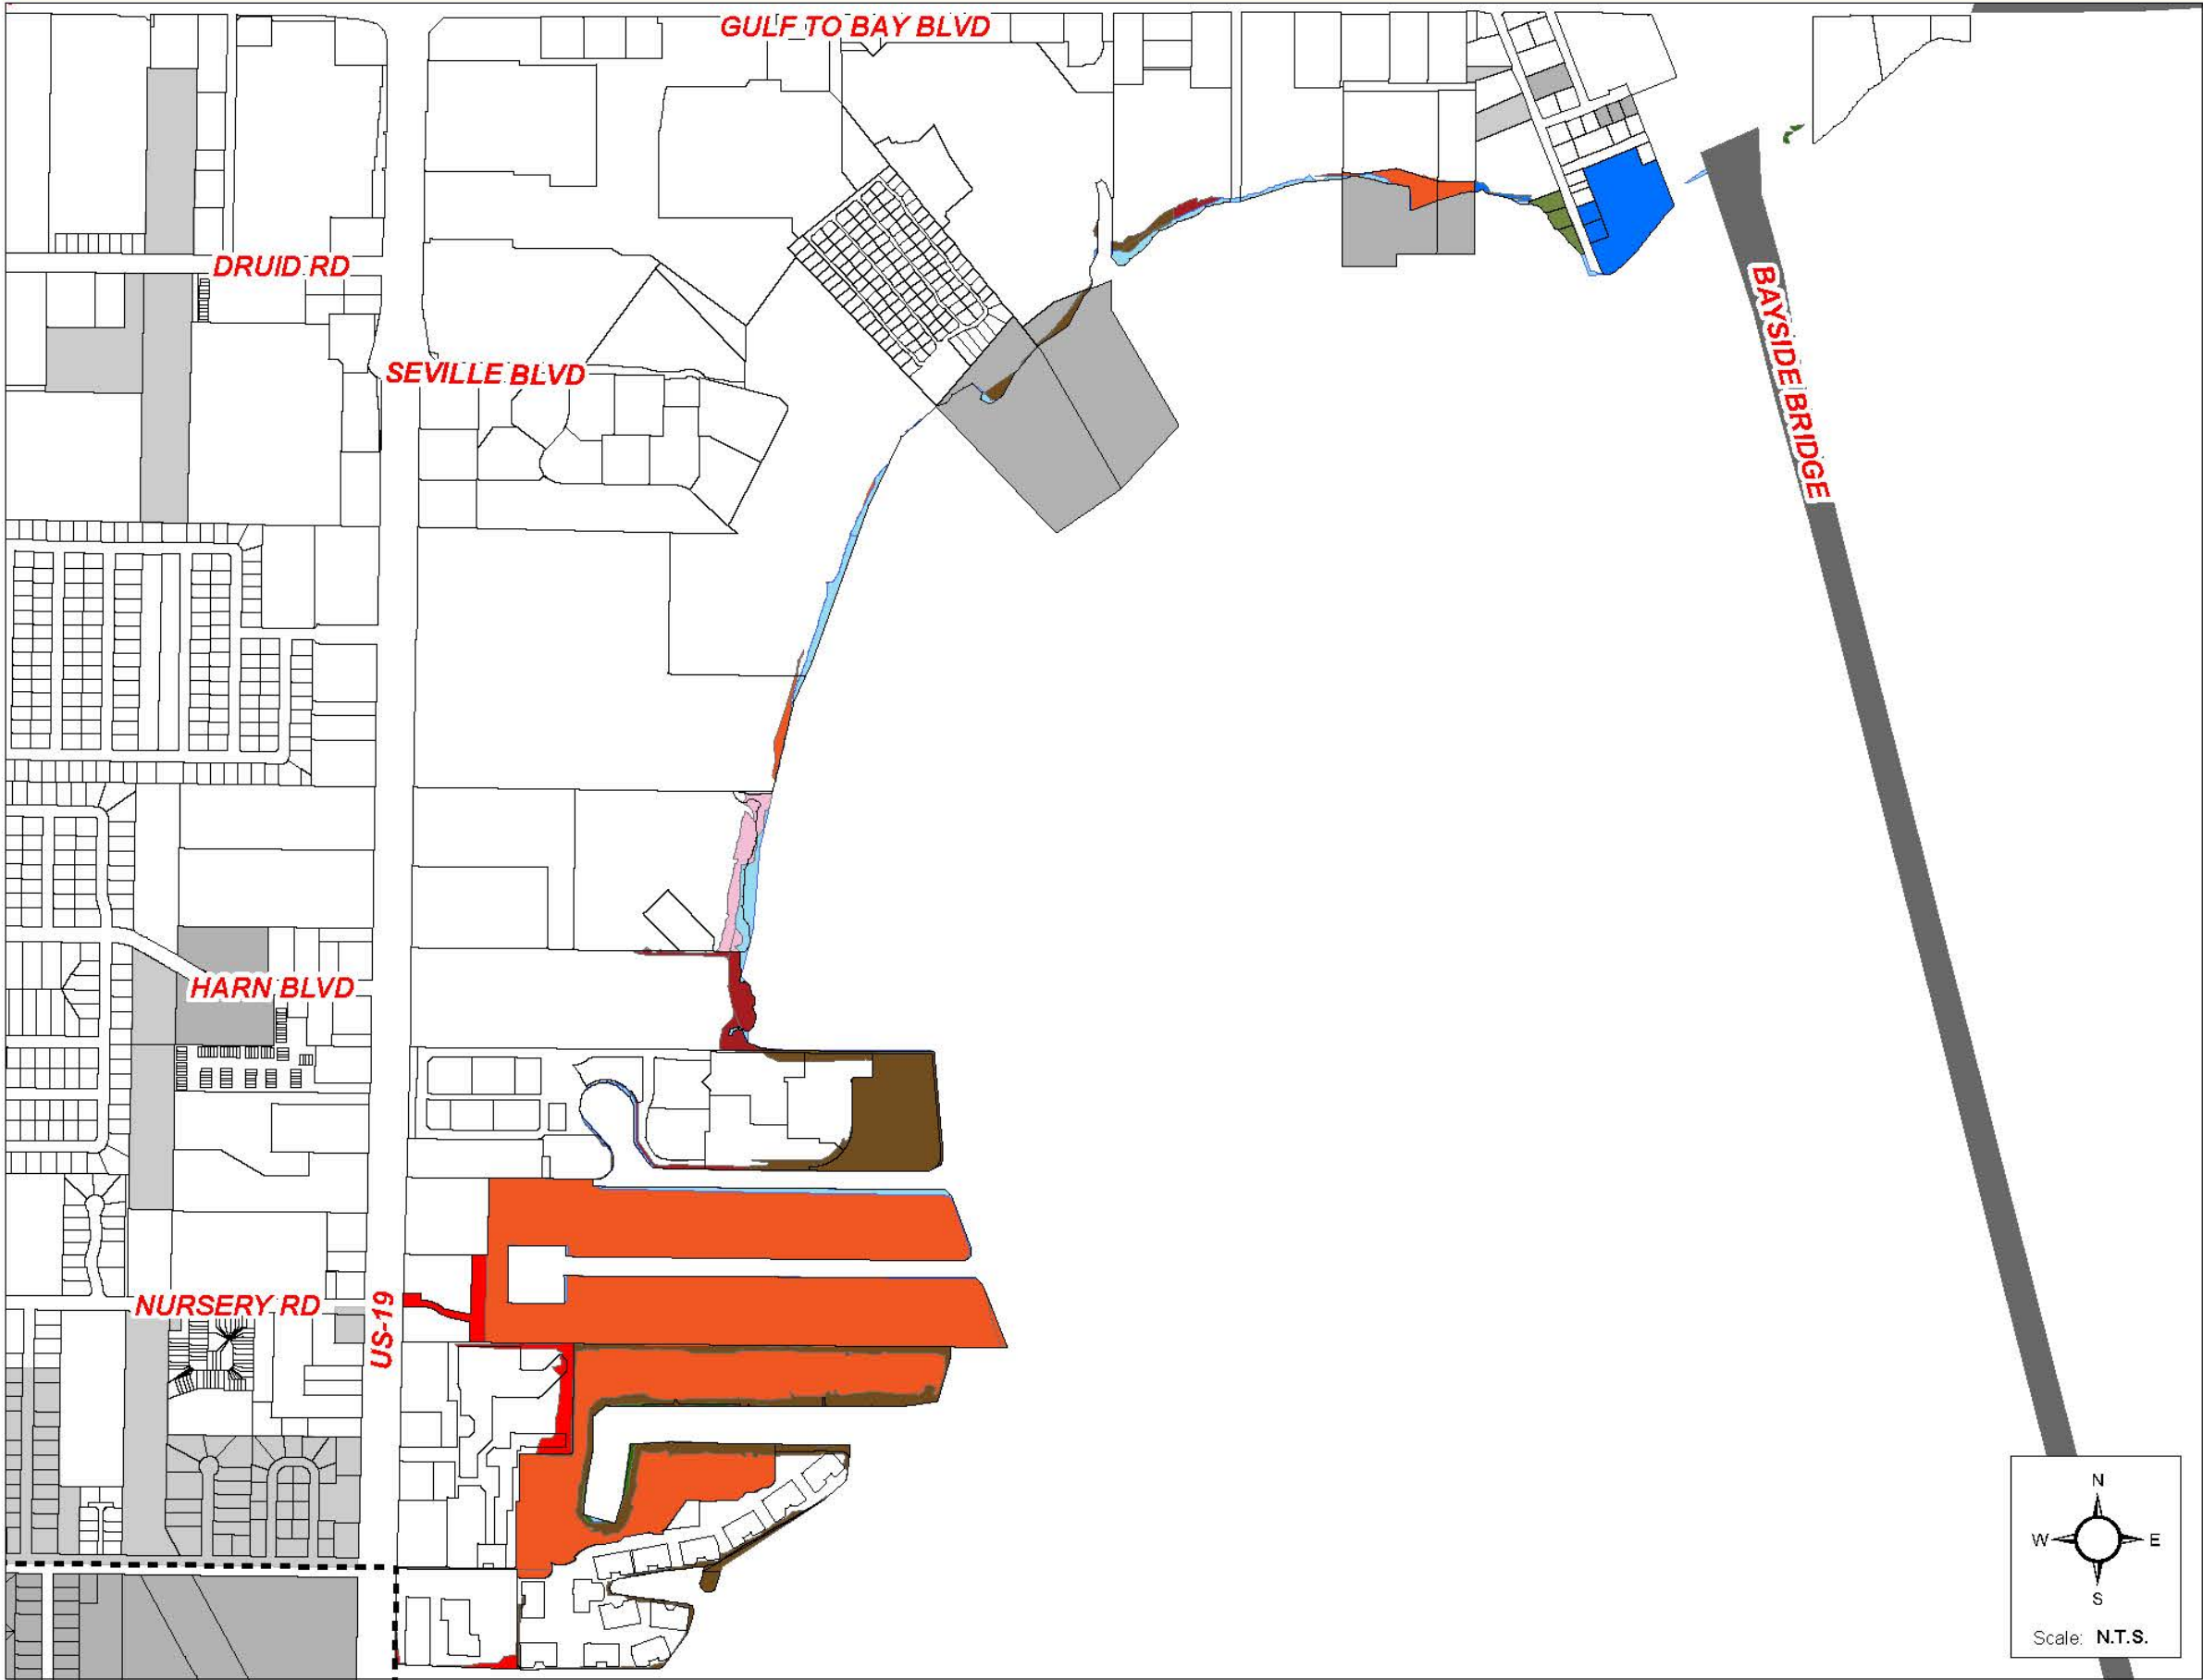 GULF TO BAY BLVD
DRUID RD
BAYSIDE BRIDGE
SEVILLE BLVD
HARN BLVD
NURSERY RD
US-19
N
W E
S
Scale: N.T.S.